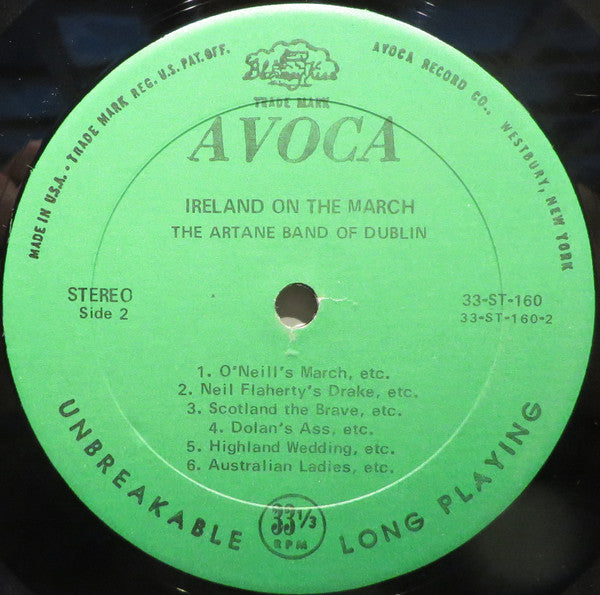 MADE IN U.S.A. • TRADE MARK REG. U.S. PAT. OFF.
AVOCA RECORD CO., WESTBURY, NEW YORK
TRADE MARK
AVOCA
IRELAND ON THE MARCH
THE ARTANE BAND OF DUBLIN
STEREO
Side 2
33-ST-160
33-ST-160-2
1. O'Neill's March, etc.
2. Neil Flaherty's Drake, etc.
3. Scotland the Brave, etc.
4. Dolan's Ass, etc.
5. Highland Wedding, etc.
6. Australian Ladies, etc.
UNBREAKABLE
33 1/3
RPM
LONG PLAYING